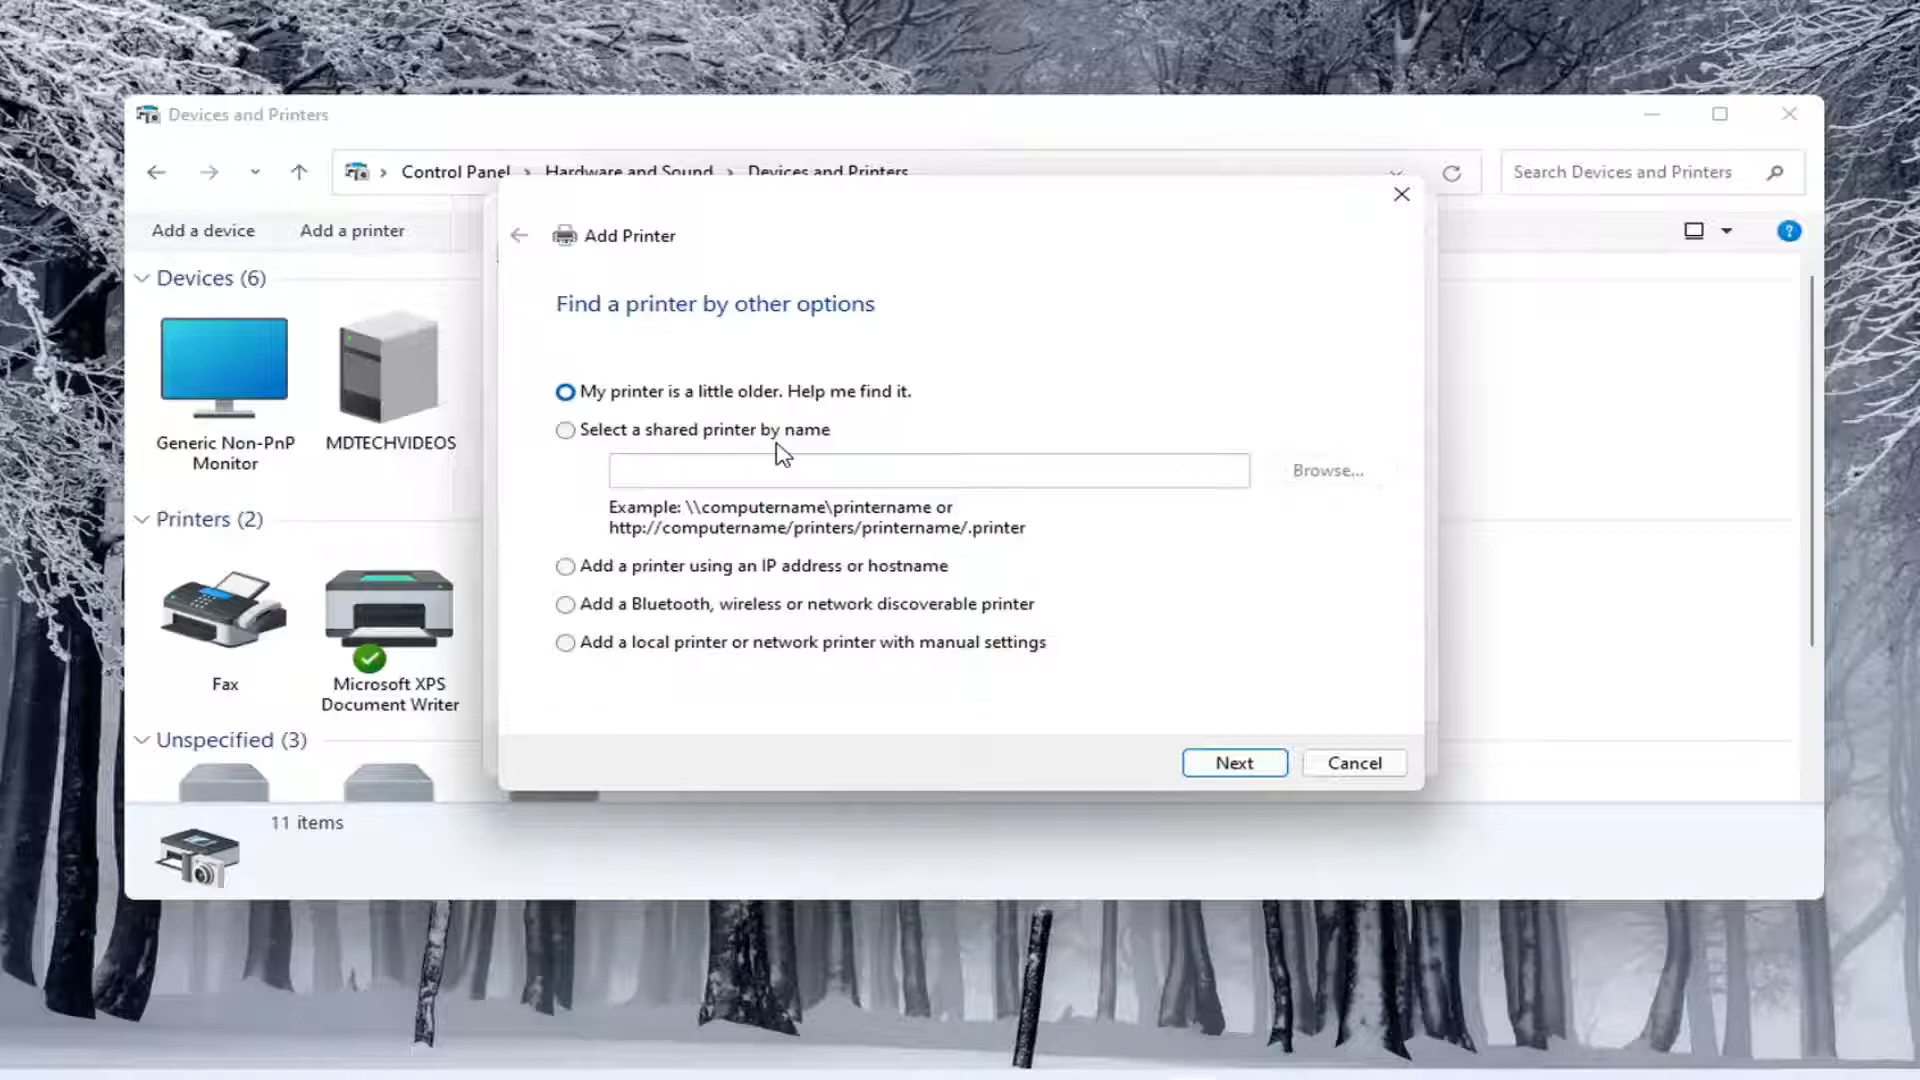 Devices and Printers
Control Panel > Hardware and Sound > Devices and Printers
Search Devices and Printers
Add a device
Add a printer
?
Devices (6)
Generic Non-PnP
Monitor
MDTECHVIDEOS
Printers (2)
Fax
Microsoft XPS
Document Writer
Unspecified (3)
11 items
Add Printer
Find a printer by other options
My printer is a little older. Help me find it.
Select a shared printer by name
Browse...
Example: \\computername\printername or
http://computername/printers/printername/.printer
Add a printer using an IP address or hostname
Add a Bluetooth, wireless or network discoverable printer
Add a local printer or network printer with manual settings
Next
Cancel